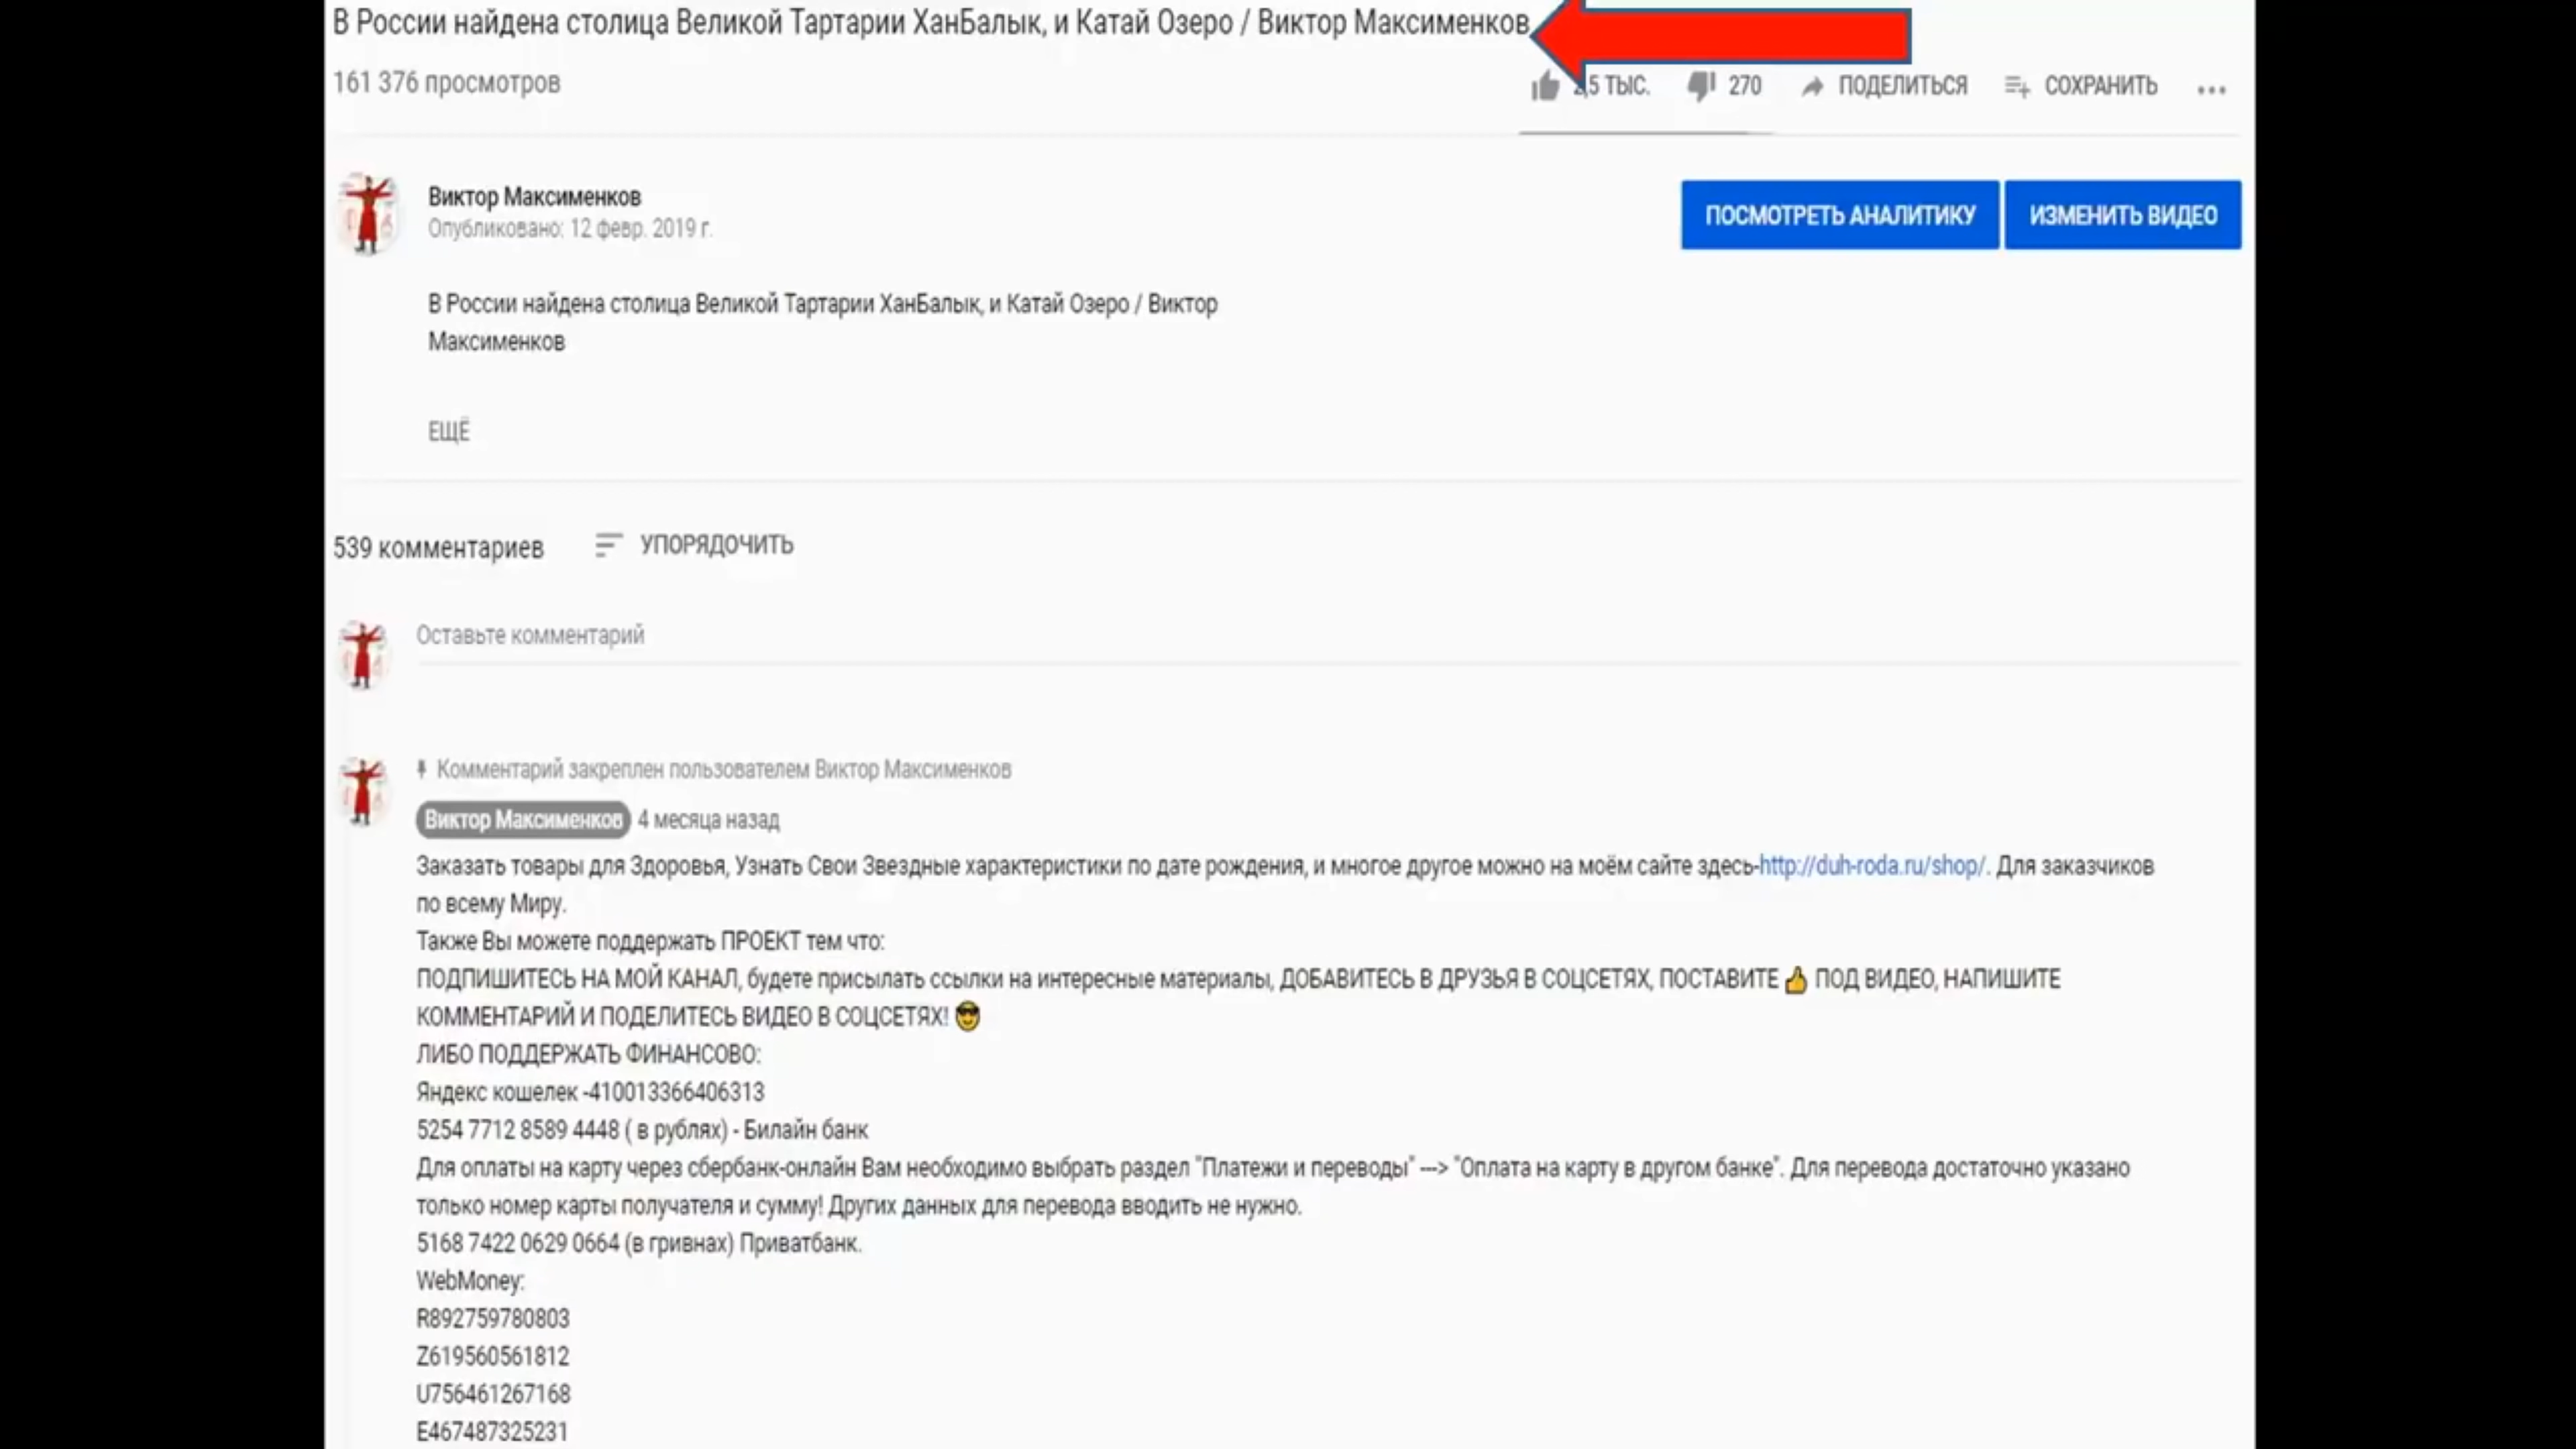 В России найдена столица Великой Тартарии ХанБалык, и Катай Озеро / Виктор Максименков
161 376 просмотров
,5 ТЫС. 270 ПОДЕЛИТЬСЯ СОХРАНИТЬ ...
Виктор Максименков
Опубликовано: 12 февр. 2019 г.
ПОСМОТРЕТЬ АНАЛИТИКУ ИЗМЕНИТЬ ВИДЕО
В России найдена столица Великой Тартарии ХанБалык, и Катай Озеро / Виктор
Максименков
ЕЩЁ
539 комментариев УПОРЯДОЧИТЬ
Оставьте комментарий
Комментарий закреплен пользователем Виктор Максименков
Виктор Максименков 4 месяца назад
Заказать товары для Здоровья, Узнать Свои Звездные характеристики по дате рождения, и многое другое можно на моём сайте здесь-http://duh-roda.ru/shop/. Для заказчиков
по всему Миру.
Также Вы можете поддержать ПРОЕКТ тем что:
ПОДПИШИТЕСЬ НА МОЙ КАНАЛ, будете присылать ссылки на интересные материалы, ДОБАВИТЕСЬ В ДРУЗЬЯ В СОЦСЕТЯХ, ПОСТАВИТЕ 👍 ПОД ВИДЕО, НАПИШИТЕ
КОММЕНТАРИЙ И ПОДЕЛИТЕСЬ ВИДЕО В СОЦСЕТЯХ! 😎
ЛИБО ПОДДЕРЖАТЬ ФИНАНСОВО:
Яндекс кошелек -410013366406313
5254 7712 8589 4448 ( в рублях) - Билайн банк
Для оплаты на карту через сбербанк-онлайн Вам необходимо выбрать раздел "Платежи и переводы" ---> "Оплата на карту в другом банке". Для перевода достаточно указано
только номер карты получателя и сумму! Других данных для перевода вводить не нужно.
5168 7422 0629 0664 (в гривнах) Приватбанк.
WebMoney:
R892759780803
Z619560561812
U756461267168
E467487325231